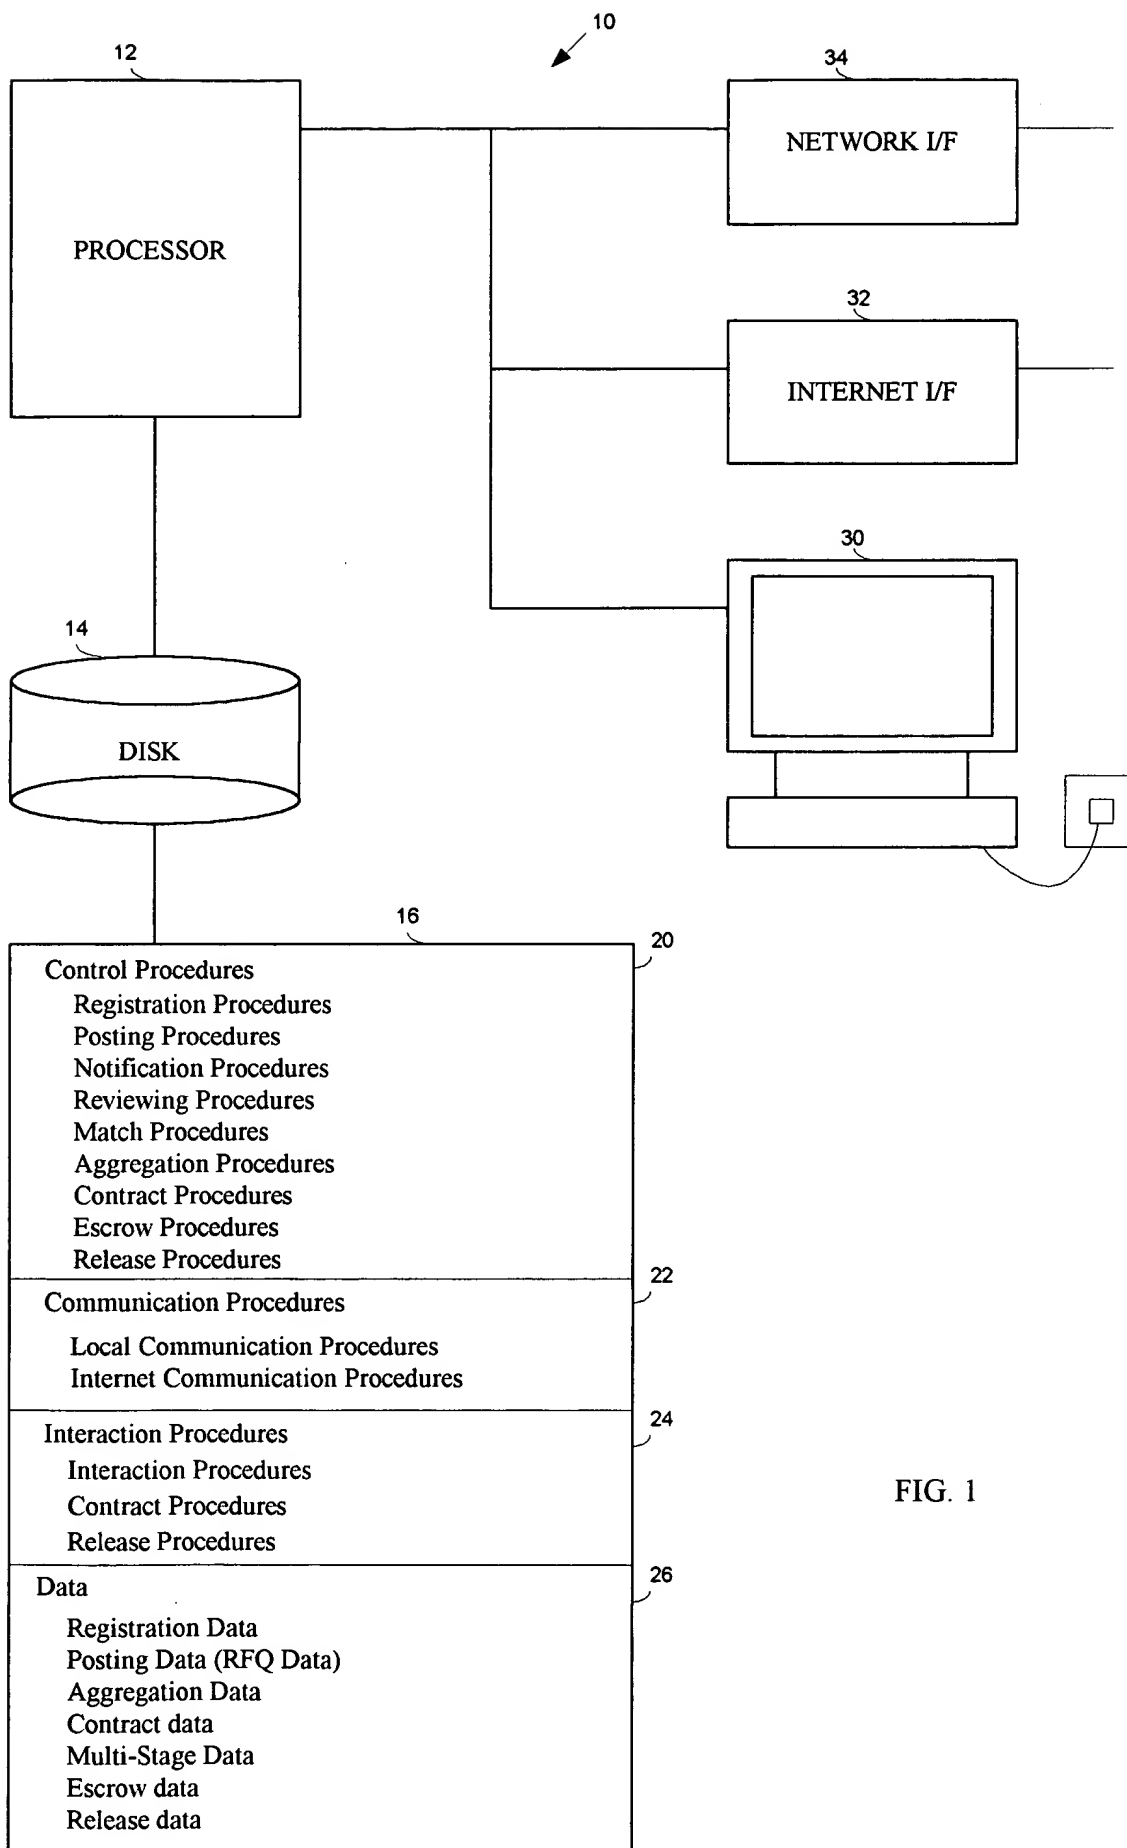 10
12
34
NETWORK I/F
PROCESSOR
32
INTERNET I/F
30
14
DISK
16
20
Control Procedures
Registration Procedures
Posting Procedures
Notification Procedures
Reviewing Procedures
Match Procedures
Aggregation Procedures
Contract Procedures
Escrow Procedures
Release Procedures
22
Communication Procedures
Local Communication Procedures
Internet Communication Procedures
24
Interaction Procedures
Interaction Procedures
Contract Procedures
Release Procedures
FIG. 1
26
Data
Registration Data
Posting Data (RFQ Data)
Aggregation Data
Contract data
Multi-Stage Data
Escrow data
Release data